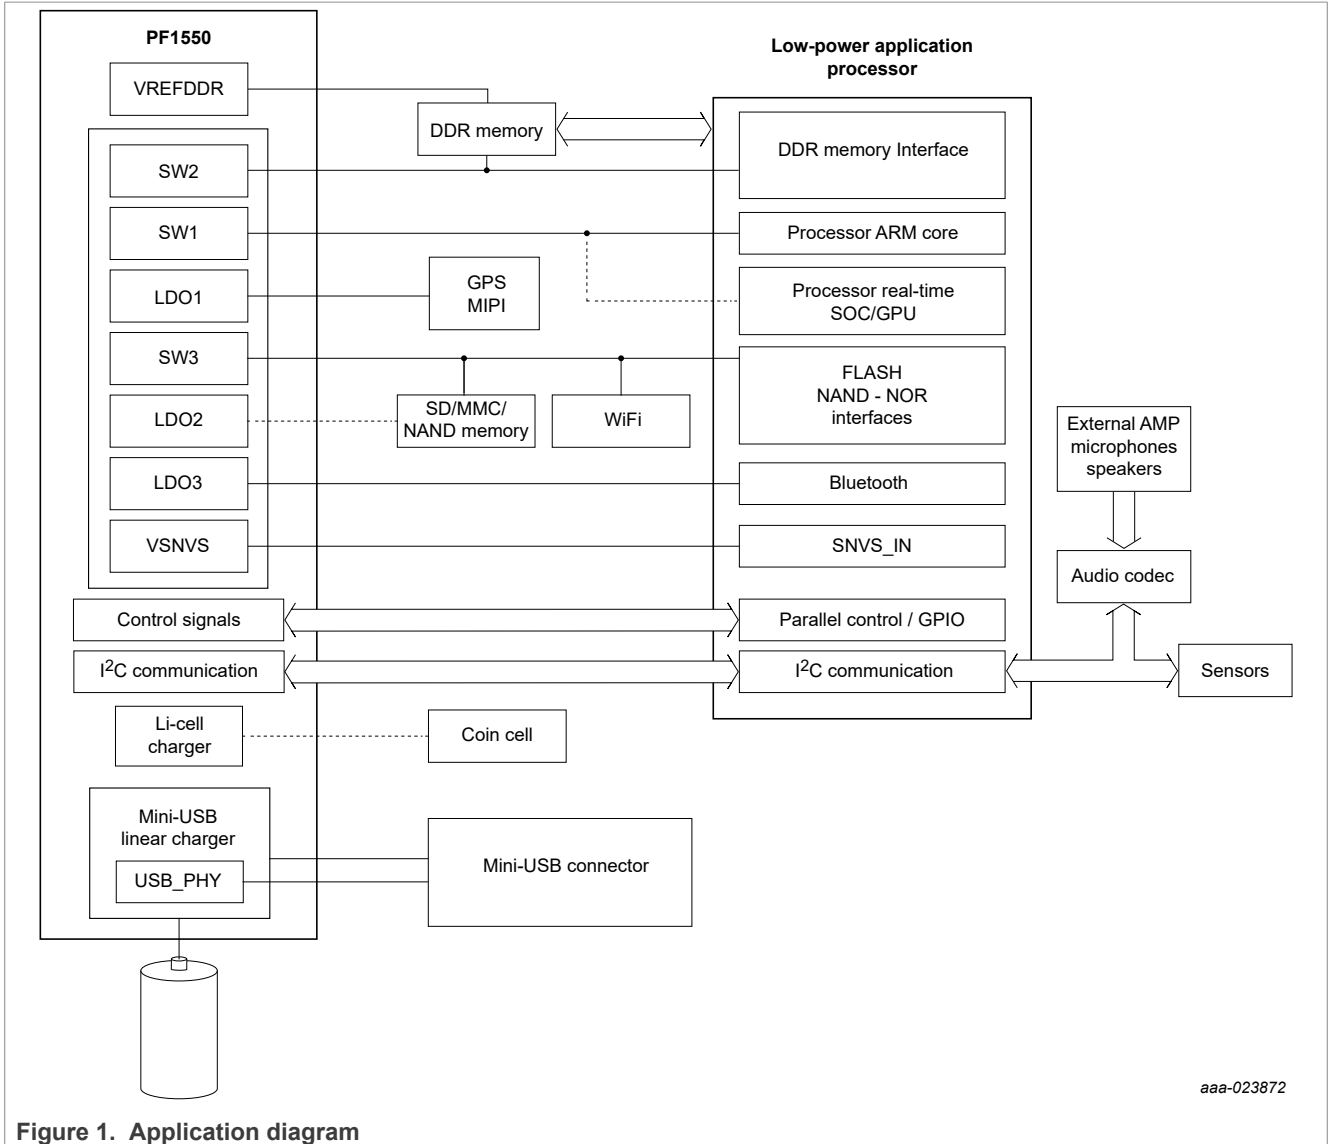 PF1550
Low-power application
processor
VREFDDR
DDR memory
DDR memory Interface
SW2
SW1
Processor ARM core
LDO1
GPS
MIPI
Processor real-time
SOC/GPU
SW3
FLASH
NAND - NOR
interfaces
LDO2
SD/MMC/
NAND memory
WiFi
External AMP
microphones
speakers
LDO3
Bluetooth
VSNVS
SNVS_IN
Audio codec
Control signals
Parallel control / GPIO
I2C communication
I2C communication
Sensors
Li-cell
charger
Coin cell
Mini-USB
linear charger
USB_PHY
Mini-USB connector
aaa-023872
Figure 1. Application diagram